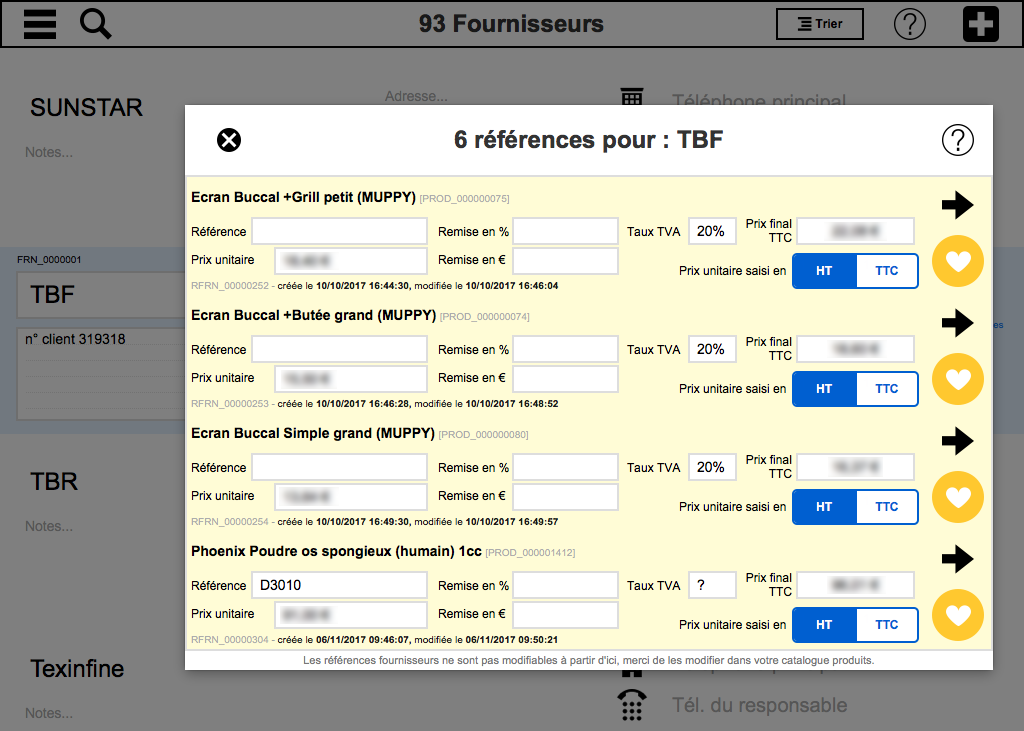 93 Fournisseurs
Trier
?
SUNSTAR
Adresse...
Téléphone principal
Notes...
6 références pour : TBF
?
Ecran Buccal +Grill petit (MUPPY) [PROD_000000075]
Référence Remise en % Taux TVA 20% Prix final TTC
Prix unitaire Remise en € Prix unitaire saisi en HT TTC
RFRN_00000252 - créée le 10/10/2017 16:44:30, modifiée le 10/10/2017 16:46:04
Ecran Buccal +Butée grand (MUPPY) [PROD_000000074]
Référence Remise en % Taux TVA 20% Prix final TTC
Prix unitaire Remise en € Prix unitaire saisi en HT TTC
RFRN_00000253 - créée le 10/10/2017 16:46:28, modifiée le 10/10/2017 16:48:52
Ecran Buccal Simple grand (MUPPY) [PROD_000000080]
Référence Remise en % Taux TVA 20% Prix final TTC
Prix unitaire Remise en € Prix unitaire saisi en HT TTC
RFRN_00000254 - créée le 10/10/2017 16:49:30, modifiée le 10/10/2017 16:49:57
Phoenix Poudre os spongieux (humain) 1cc [PROD_000001412]
Référence D3010 Remise en % Taux TVA ? Prix final TTC
Prix unitaire Remise en € Prix unitaire saisi en HT TTC
RFRN_00000304 - créée le 06/11/2017 09:46:07, modifiée le 06/11/2017 09:50:21
Les références fournisseurs ne sont pas modifiables à partir d'ici, merci de les modifier dans votre catalogue produits.
FRN_0000001
TBF
n° client 319318
TBR
Notes...
Texinfine
Notes...
Tél. du responsable